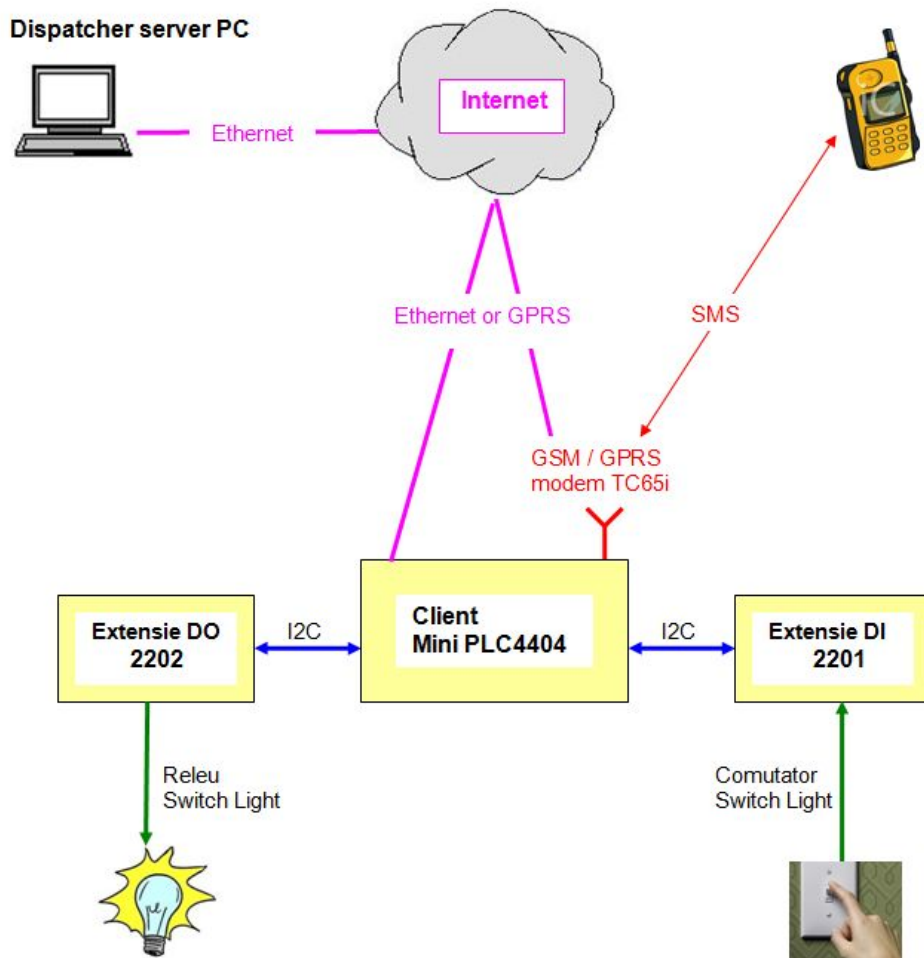 Dispatcher server PC
Internet
Ethernet
Ethernet or GPRS
SMS
GSM / GPRS
modem TC65i
Client
Mini PLC4404
Extensie DO
2202
I2C
I2C
Extensie DI
2201
Releu
Switch Light
Comutator
Switch Light